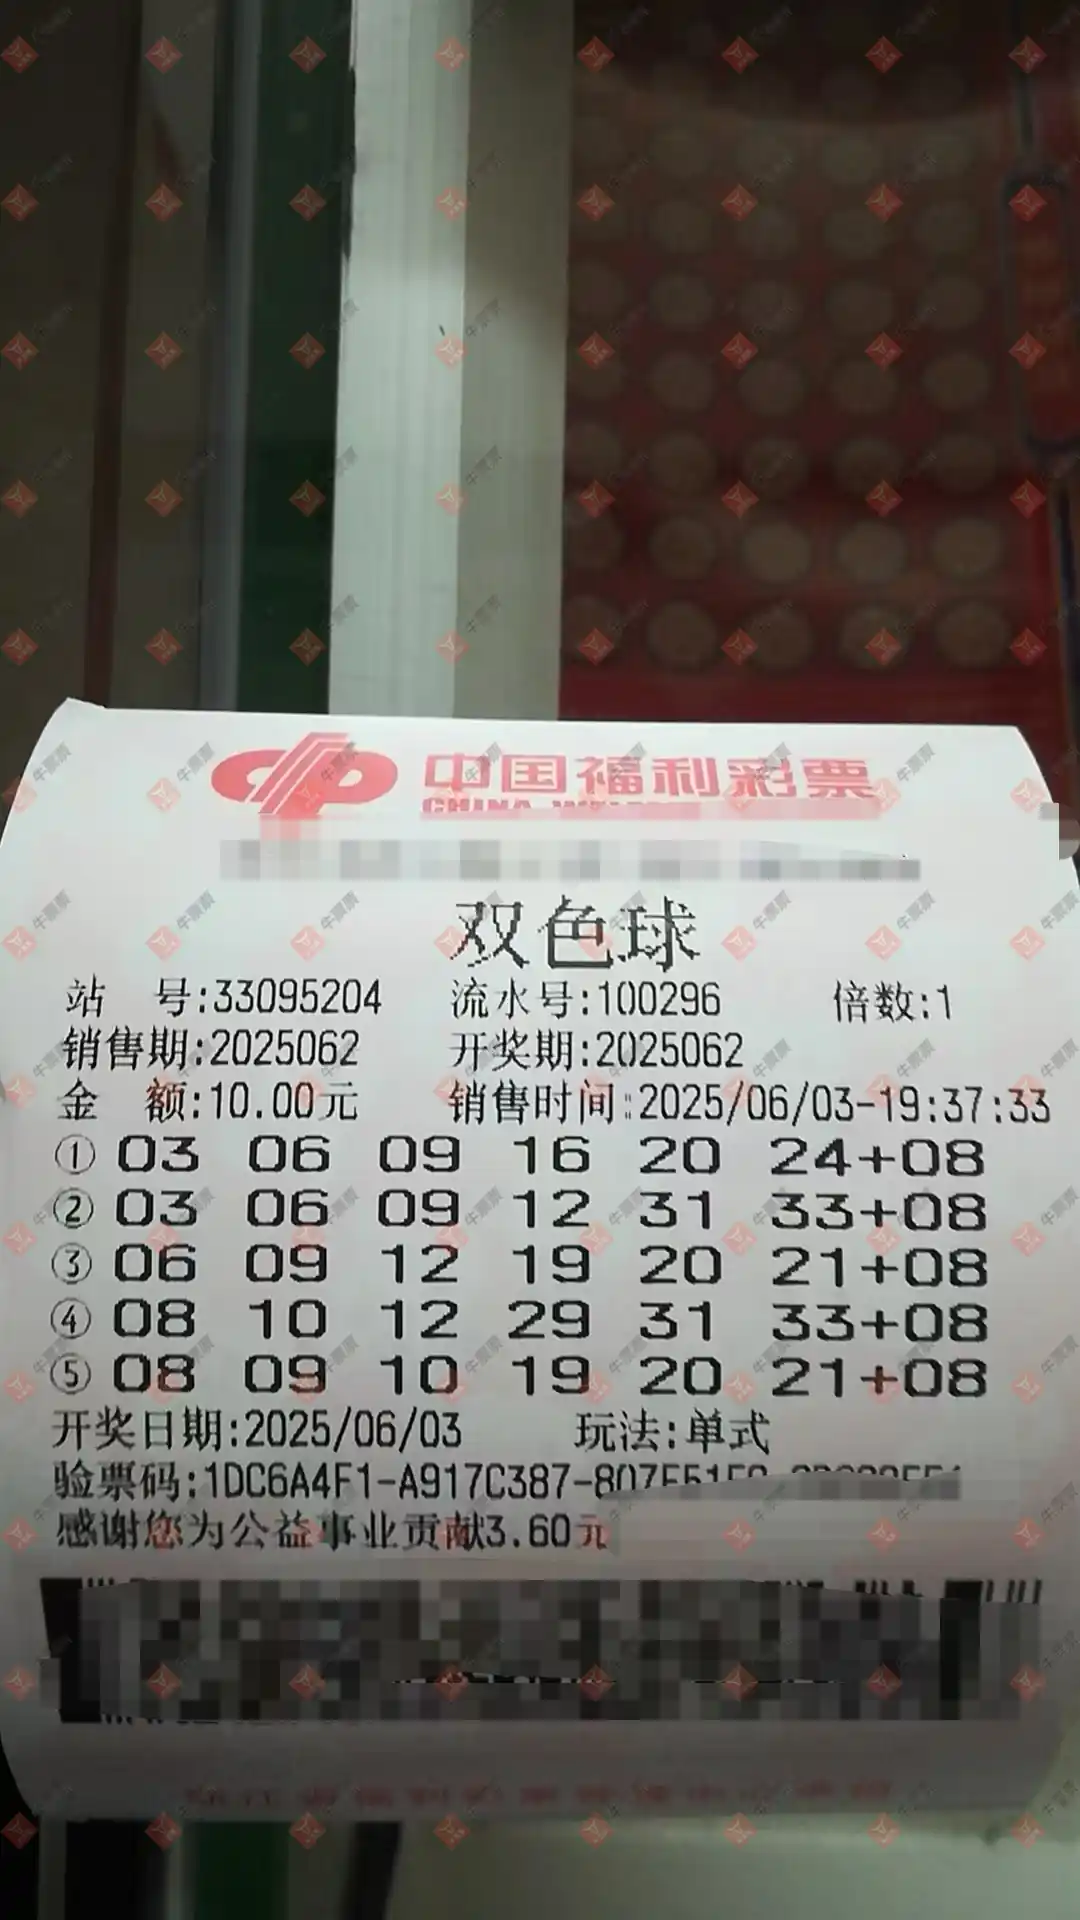 中国福利彩票
双色球
站 号:33095204 流水号:100296 倍数:1
销售期:2025062 开奖期:2025062
金 额:10.00元 销售时间:2025/06/03-19:37:33
① 03 06 09 16 20 24+08
② 03 06 09 12 31 33+08
③ 06 09 12 19 20 21+08
④ 08 10 12 29 31 33+08
⑤ 08 09 10 19 20 21+08
开奖日期:2025/06/03 玩法:单式
验票码:1DC6A4F1-A917C387-
感谢您为公益事业贡献3.60元